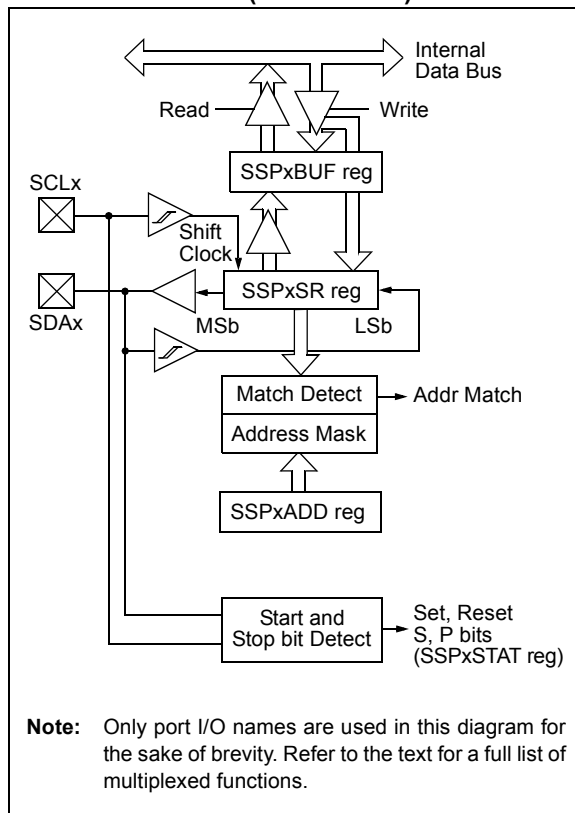 Internal
Data Bus
Read
Write
SSPxBUF reg
SCLx
Shift
Clock
SSPxSR reg
SDAx
MSb
LSb
Match Detect
Addr Match
Address Mask
SSPxADD reg
Start and
Stop bit Detect
Set, Reset
S, P bits
(SSPxSTAT reg)
Note: Only port I/O names are used in this diagram for
the sake of brevity. Refer to the text for a full list of
multiplexed functions.